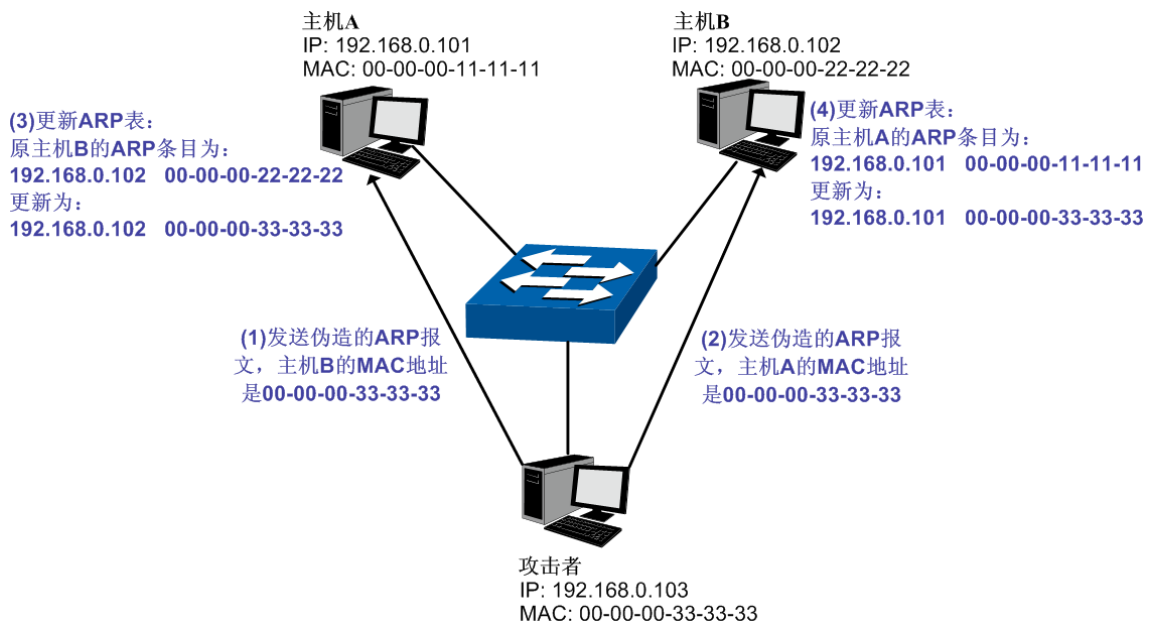 主机A
IP: 192.168.0.101
MAC: 00-00-00-11-11-11
主机B
IP: 192.168.0.102
MAC: 00-00-00-22-22-22
(3)更新ARP表：
原主机B的ARP条目为：
192.168.0.102 00-00-00-22-22-22
更新为：
192.168.0.102 00-00-00-33-33-33
(4)更新ARP表：
原主机A的ARP条目为：
192.168.0.101 00-00-00-11-11-11
更新为：
192.168.0.101 00-00-00-33-33-33
(1)发送伪造的ARP报
文，主机B的MAC地址
是00-00-00-33-33-33
(2)发送伪造的ARP报
文，主机A的MAC地址
是00-00-00-33-33-33
攻击者
IP: 192.168.0.103
MAC: 00-00-00-33-33-33